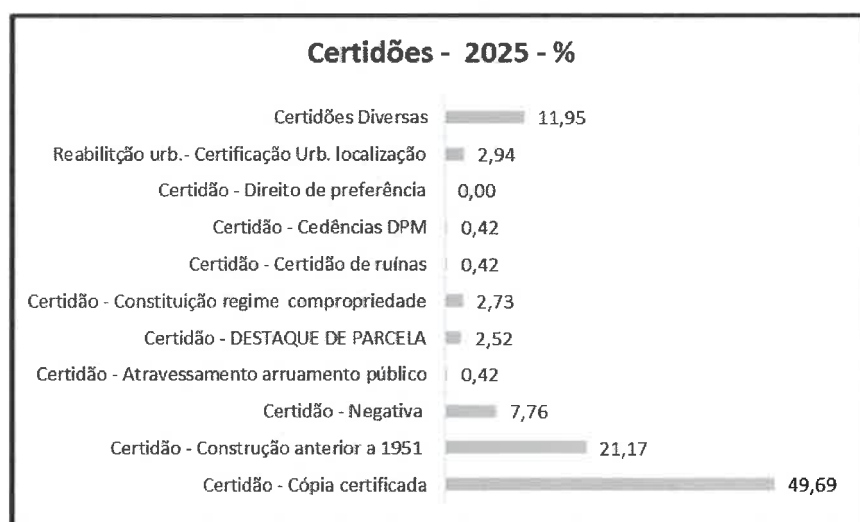 Certidões - 2025 - %
Certidões Diversas 11,95
Reabilitção urb.- Certificação Urb. localização 2,94
Certidão - Direito de preferência 0,00
Certidão - Cedências DPM 0,42
Certidão - Certidão de ruínas 0,42
Certidão - Constituição regime compropriedade 2,73
Certidão - DESTAQUE DE PARCELA 2,52
Certidão - Atravessamento arruamento público 0,42
Certidão - Negativa 7,76
Certidão - Construção anterior a 1951 21,17
Certidão - Cópia certificada 49,69